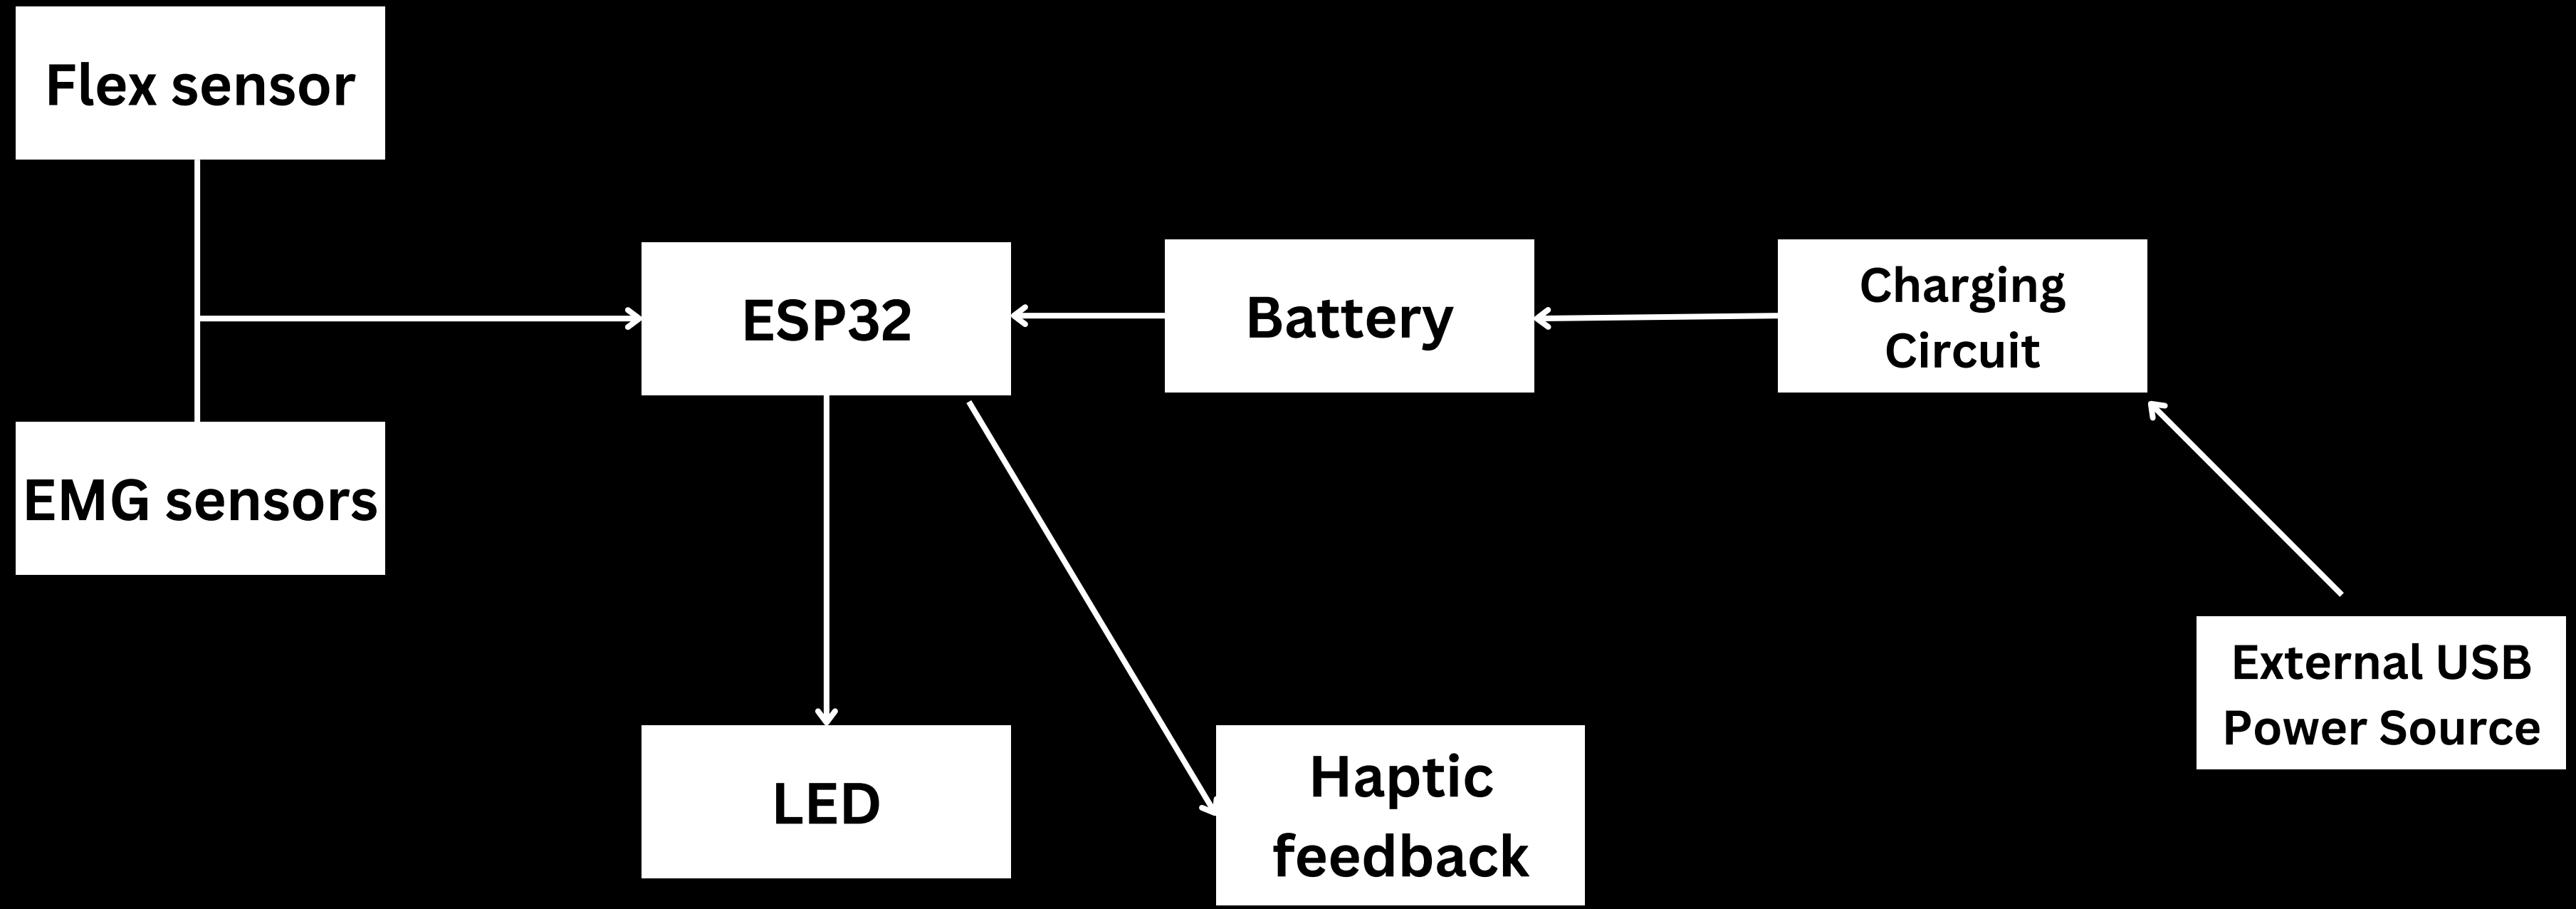 Flex sensor
EMG sensors
ESP32
Battery
Charging
Circuit
LED
Haptic
feedback
External USB
Power Source